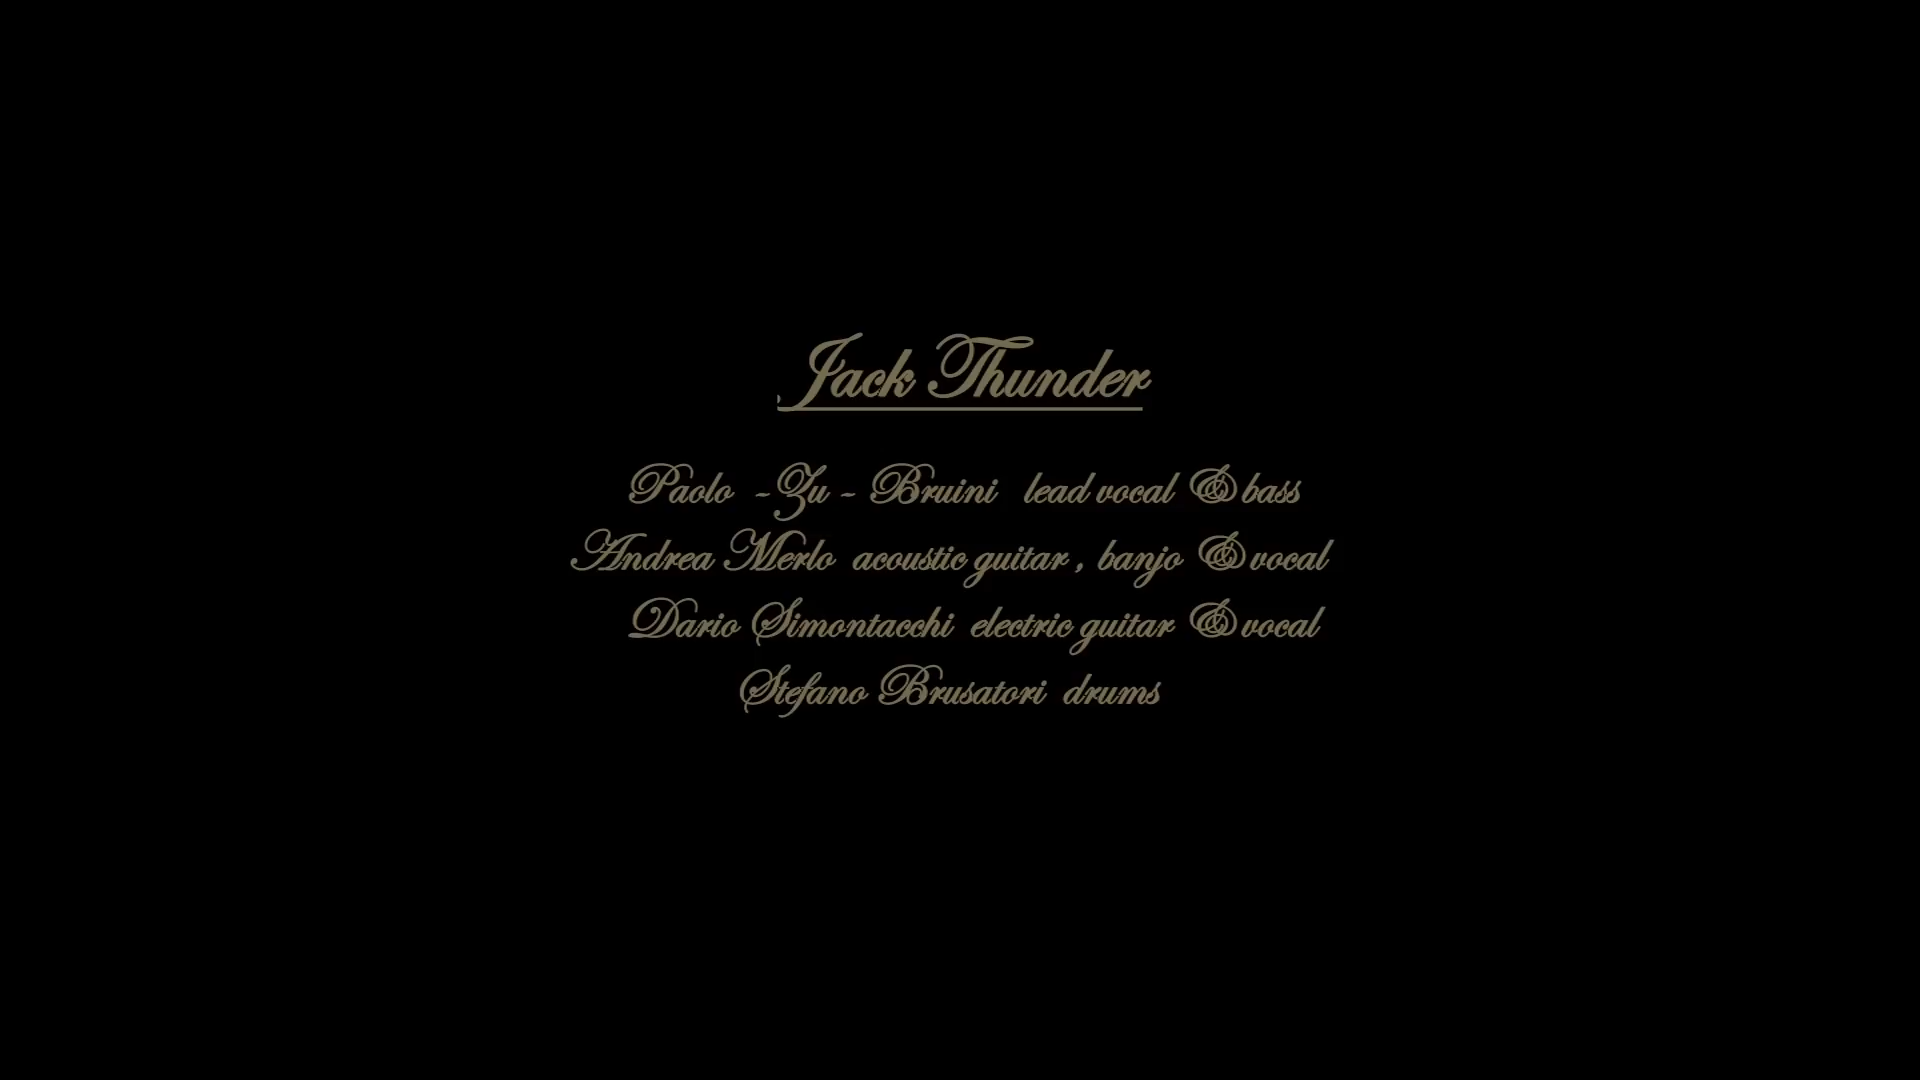 Jack Thunder
Paolo - Zu - Bruini lead vocal & bass
Andrea Merlo acoustic guitar , banjo & vocal
Dario Simontacchi electric guitar & vocal
Stefano Brusatori drums